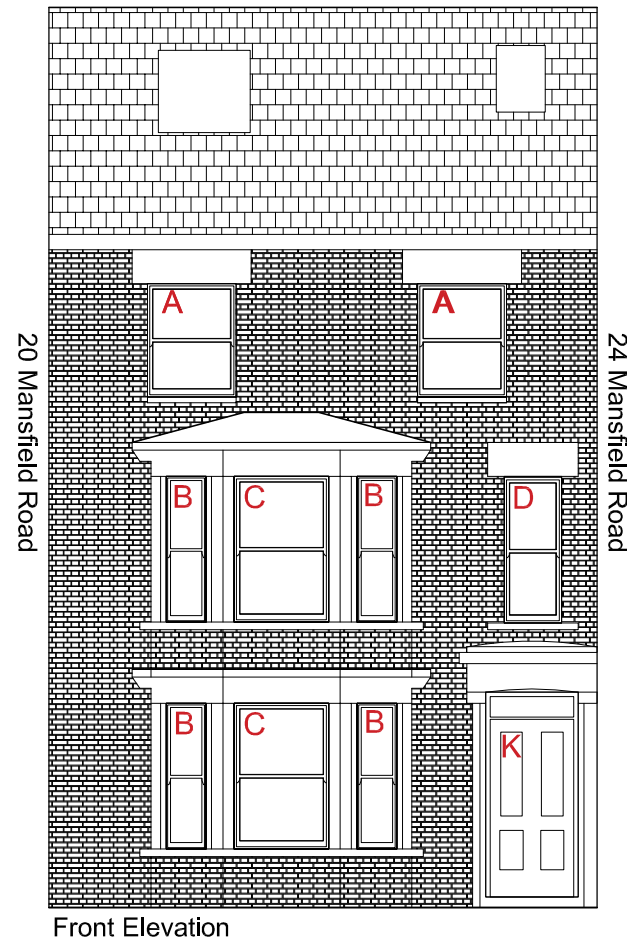 A A
20 Mansfield Road
24 Mansfield Road
B C B D
B C B K
Front Elevation